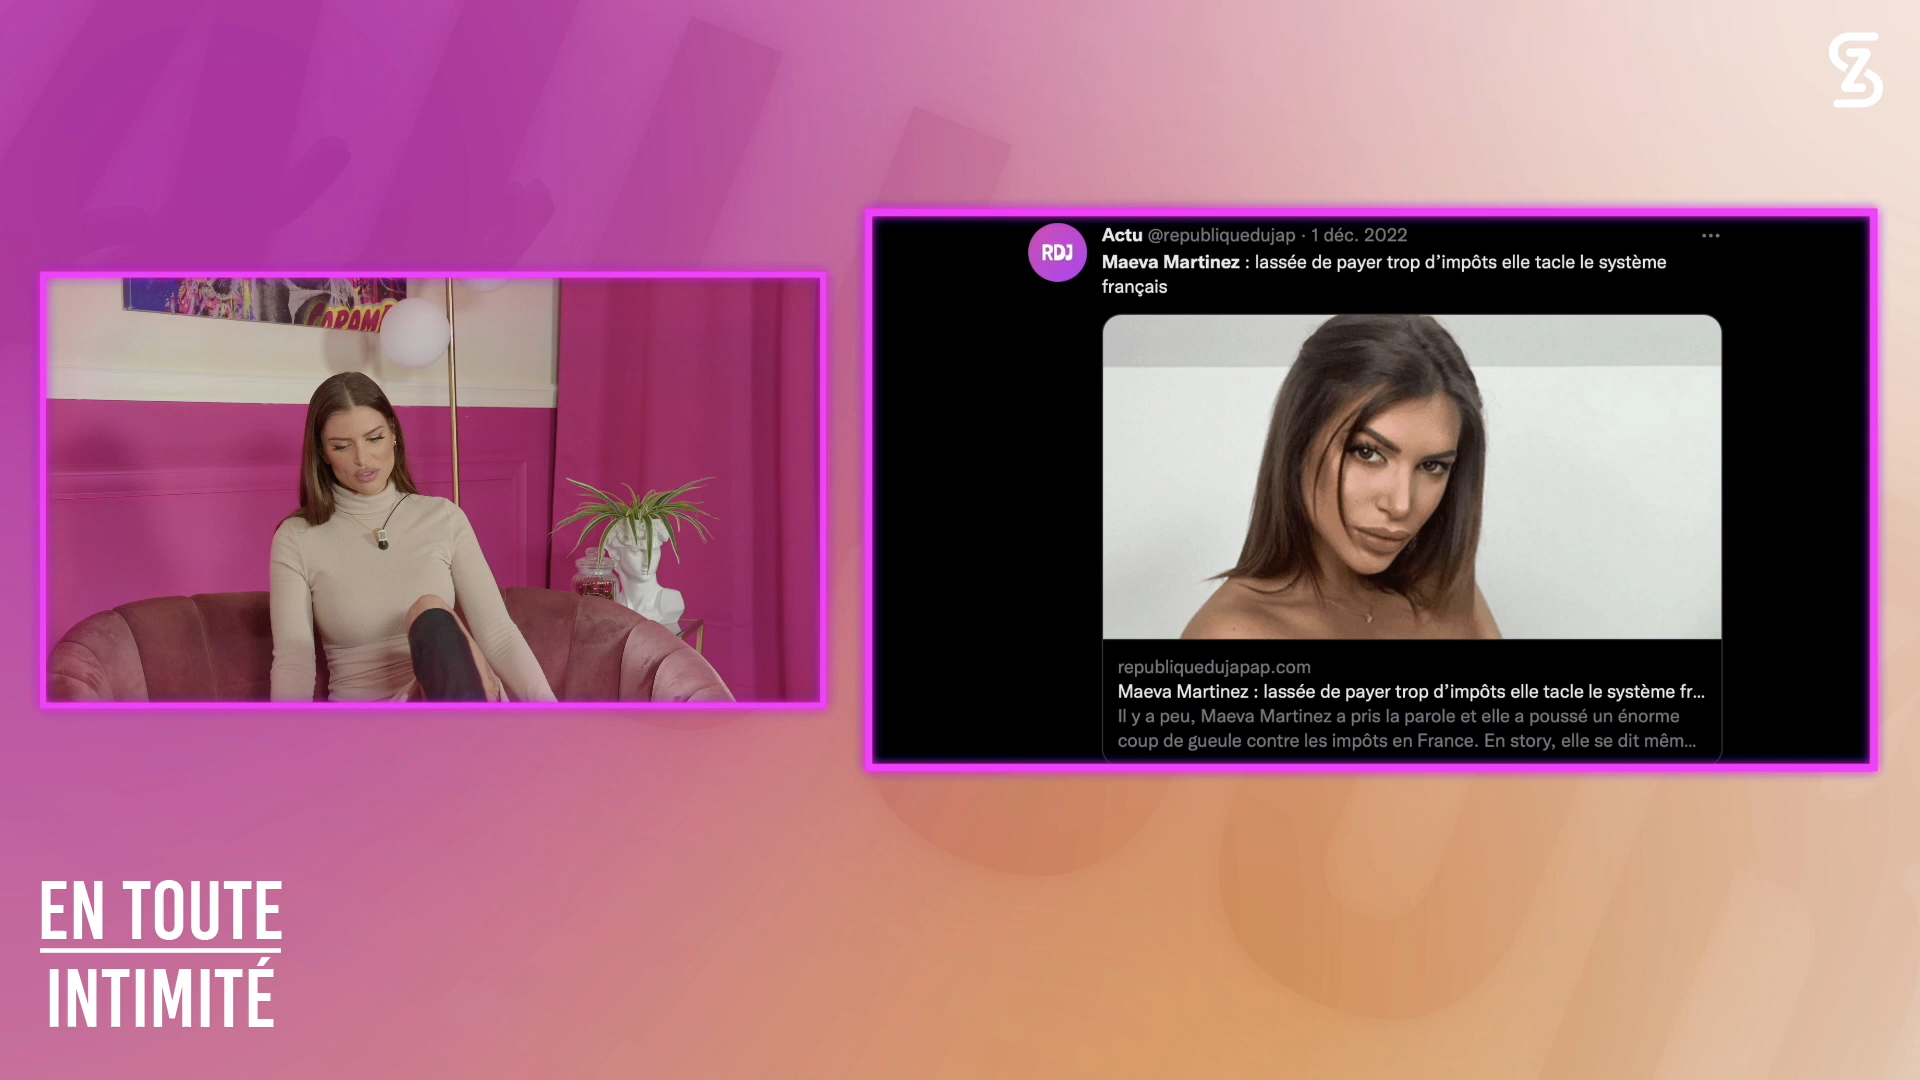 ORAM
RDJ
Actu @republiquedujap · 1 déc. 2022
Maeva Martinez : lassée de payer trop d’impôts elle tacle le système
français
republiquedujapap.com
Maeva Martinez : lassée de payer trop d’impôts elle tacle le système fr...
Il y a peu, Maeva Martinez a pris la parole et elle a poussé un énorme
coup de gueule contre les impôts en France. En story, elle se dit mêm...
EN TOUTE
INTIMITÉ